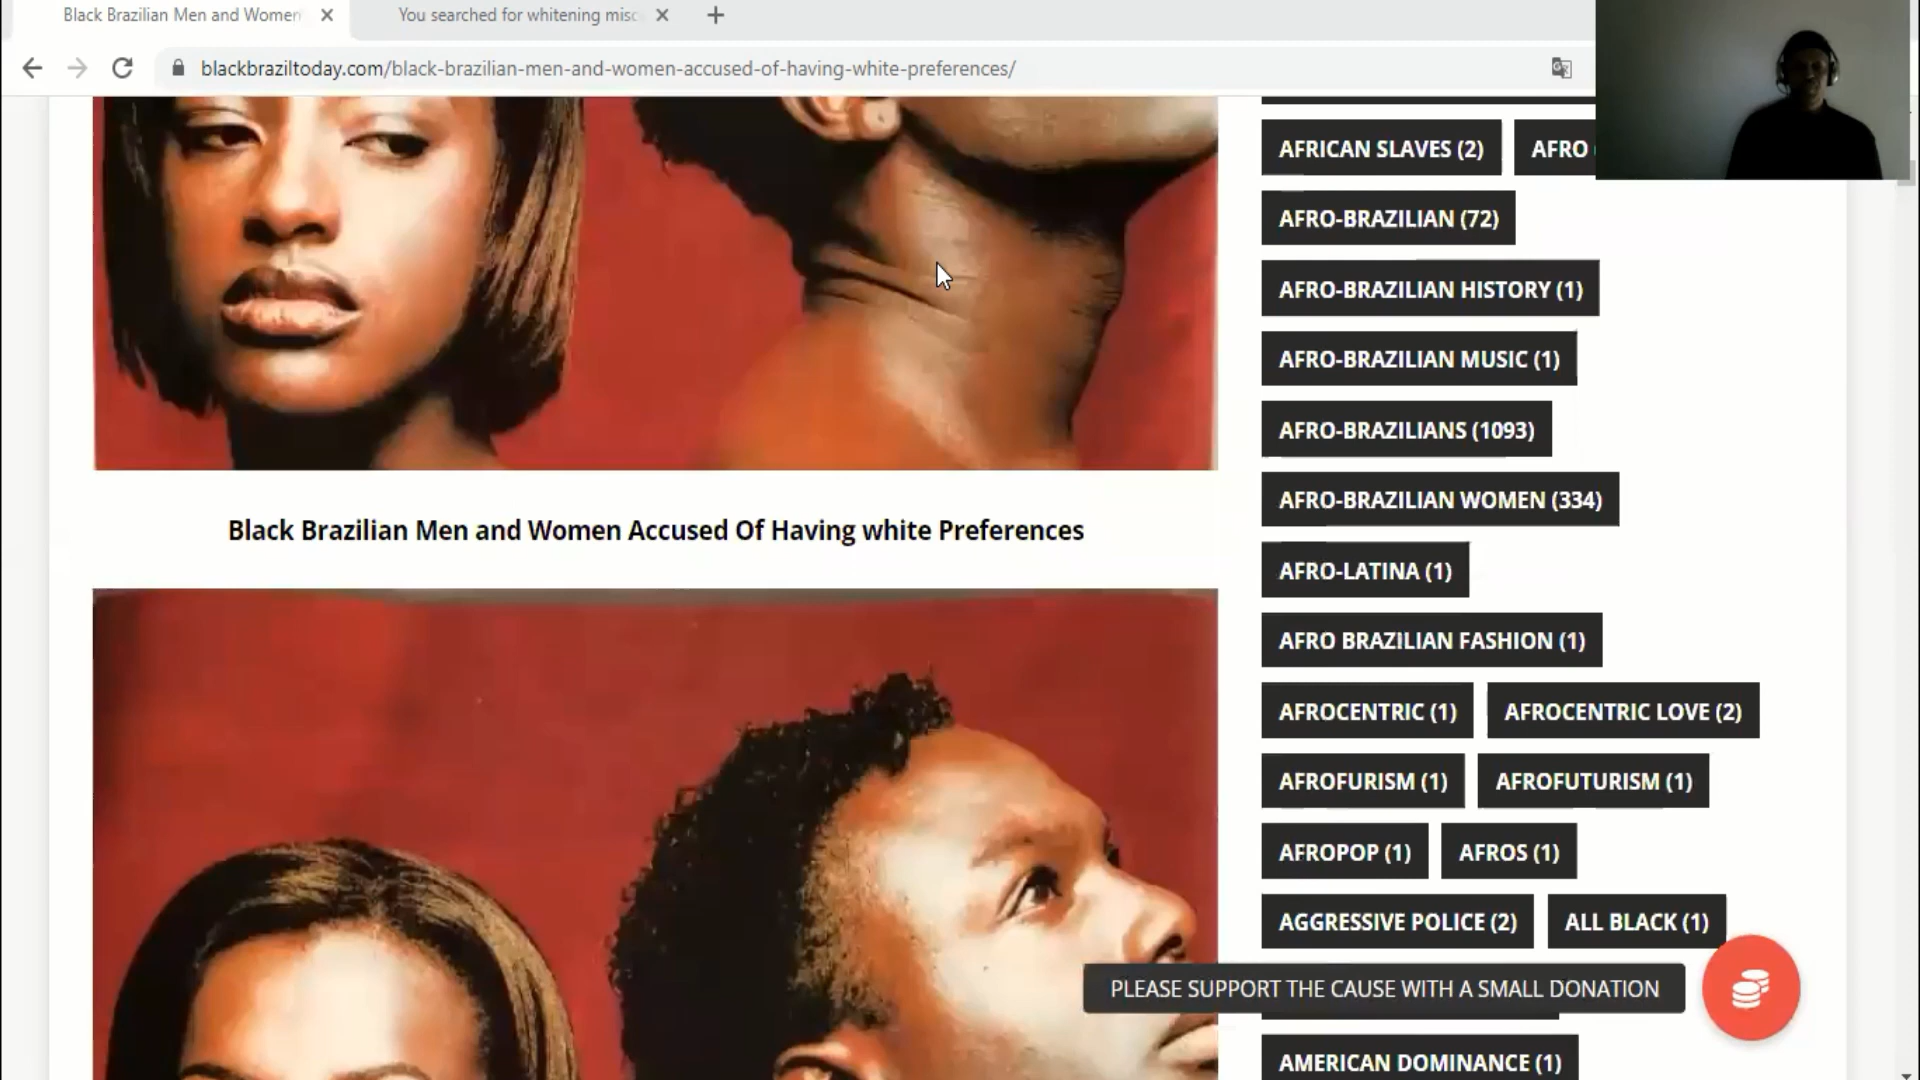 Black Brazilian Men and Women
You searched for whitening misc
blackbraziltoday.com/black-brazilian-men-and-women-accused-of-having-white-preferences/
AFRICAN SLAVES (2) AFRO
AFRO-BRAZILIAN (72)
AFRO-BRAZILIAN HISTORY (1)
AFRO-BRAZILIAN MUSIC (1)
AFRO-BRAZILIANS (1093)
AFRO-BRAZILIAN WOMEN (334)
Black Brazilian Men and Women Accused Of Having white Preferences
AFRO-LATINA (1)
AFRO BRAZILIAN FASHION (1)
AFROCENTRIC (1) AFROCENTRIC LOVE (2)
AFROFURISM (1) AFROFUTURISM (1)
AFROPOP (1) AFROS (1)
AGGRESSIVE POLICE (2) ALL BLACK (1)
PLEASE SUPPORT THE CAUSE WITH A SMALL DONATION
AMERICAN DOMINANCE (1)